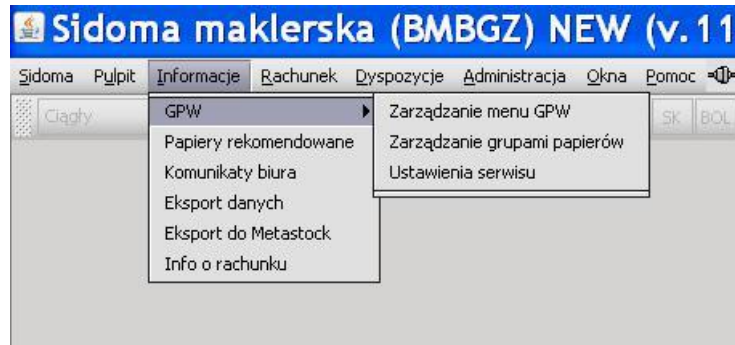 Sidoma maklerska (BMBGZ) NEW (v.11
Sidoma Pulpit Informacje Rachunek Dyspozycje Administracja Okna Pomoc
Ciągły SK BOL
GPW
Papiery rekomendowane
Komunikaty biura
Eksport danych
Eksport do Metastock
Info o rachunku
Zarządzanie menu GPW
Zarządzanie grupami papierów
Ustawienia serwisu